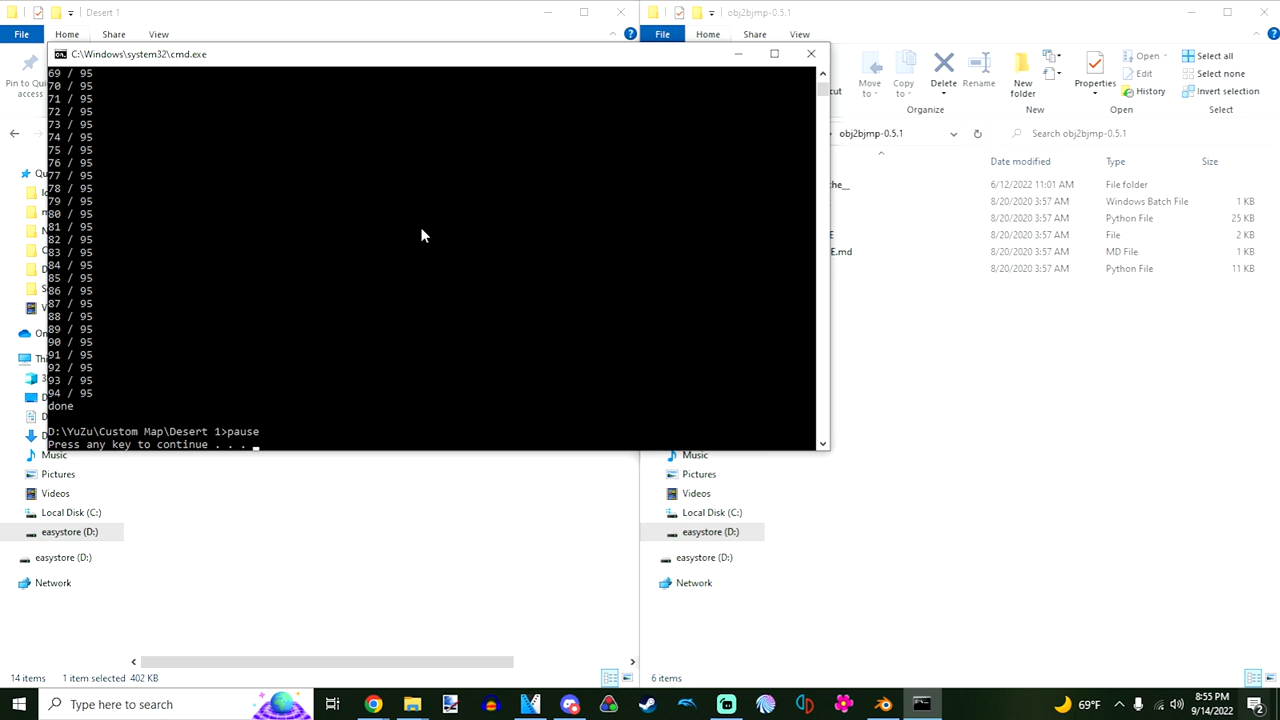 Desert 1
File
Home
Share
View
obj2bjmp-0.5.1
File
Home
Share
View
C:\Windows\system32\cmd.exe
Pin to Qui
access
Move
to
Copy
to
Delete
Rename
New
folder
Properties
Open
Edit
History
Select all
Select none
Invert selection
cut
Organize
New
Open
Select
obj2bjmp-0.5.1
Search obj2bjmp-0.5.1
Date modified
Type
Size
che__
6/12/2022 11:01 AM
File folder
8/20/2020 3:57 AM
Windows Batch File
1 KB
8/20/2020 3:57 AM
Python File
25 KB
E
8/20/2020 3:57 AM
File
2 KB
E.md
8/20/2020 3:57 AM
MD File
1 KB
8/20/2020 3:57 AM
Python File
11 KB
69 / 95
70 / 95
71 / 95
72 / 95
73 / 95
74 / 95
75 / 95
76 / 95
77 / 95
78 / 95
79 / 95
80 / 95
81 / 95
82 / 95
83 / 95
84 / 95
85 / 95
86 / 95
87 / 95
88 / 95
89 / 95
90 / 95
91 / 95
92 / 95
93 / 95
94 / 95
done
D:\YuZu\Custom Map\Desert 1>pause
Press any key to continue . . .
Qu
On
Thi
Music
Pictures
Videos
Local Disk (C:)
easystore (D:)
easystore (D:)
Network
Music
Pictures
Videos
Local Disk (C:)
easystore (D:)
easystore (D:)
Network
14 items
1 item selected 402 KB
6 items
Type here to search
69°F
8:55 PM
9/14/2022